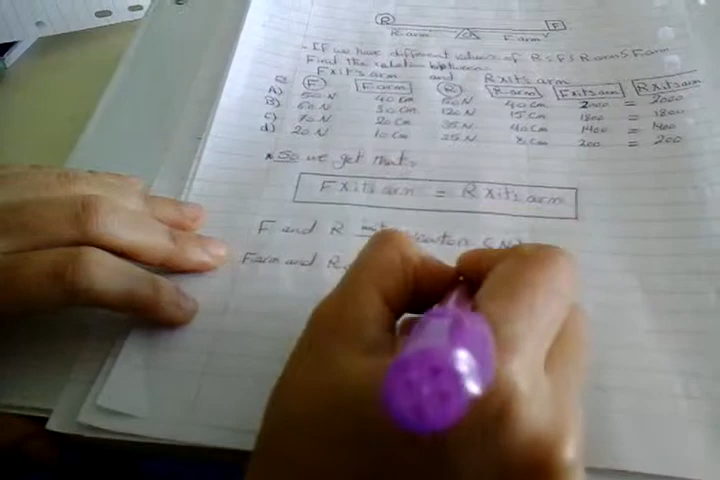 R F
R arm F arm
- If we have different values of R & F & R arm & F arm
Find the relation between
F x its arm and R x its arm
F F arm R R arm F x its arm R x its arm
a) 50 N 40 cm 50 N 40 cm 2000 = 2000
b) 60 N 30 cm 120 N 15 cm 1800 = 1800
c) 70 N 20 cm 35 N 40 cm 1400 = 1400
d) 20 N 10 cm 25 N 8 cm 200 = 200
* So we get that:
F x its arm = R x its arm
F and R
F arm and R